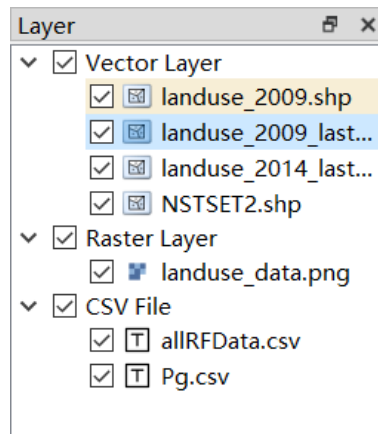 Layer
Vector Layer
landuse_2009.shp
landuse_2009_last...
landuse_2014_last...
NSTSET2.shp
Raster Layer
landuse_data.png
CSV File
T allRFData.csv
T Pg.csv